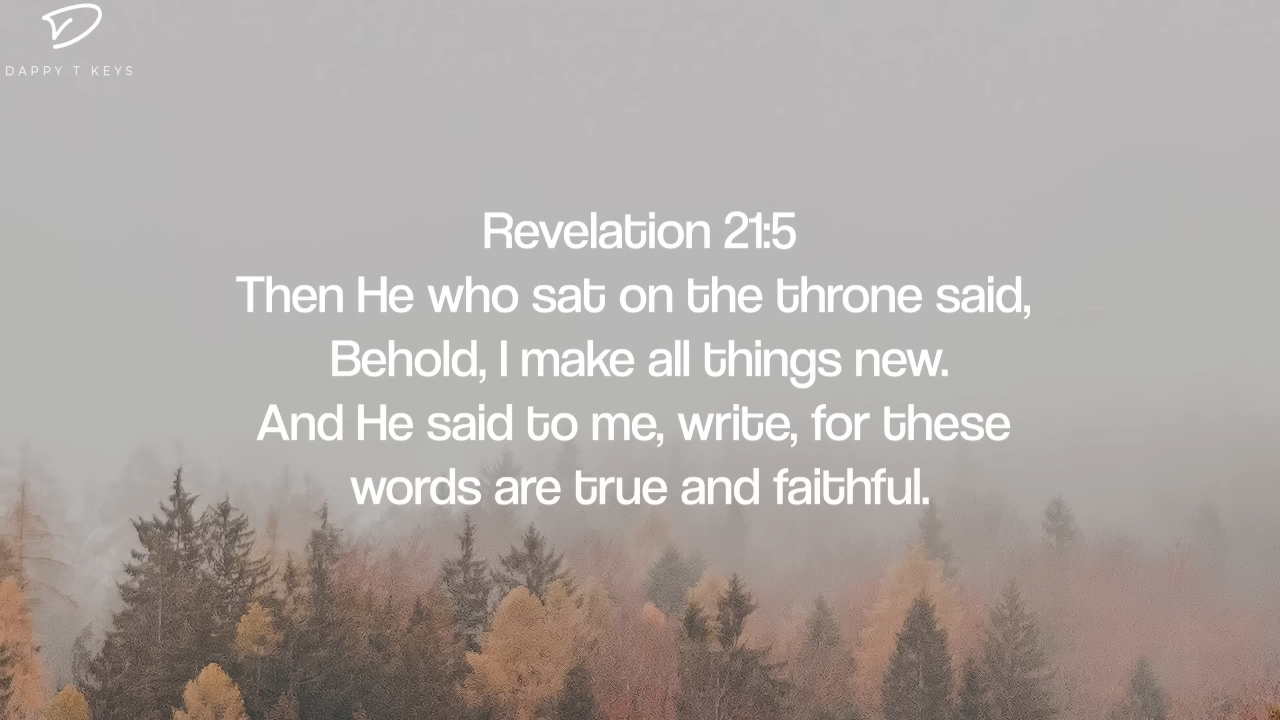 DAPPY T KEYS
Revelation 21:5
Then He who sat on the throne said,
Behold, I make all things new.
And He said to me, write, for these
words are true and faithful.